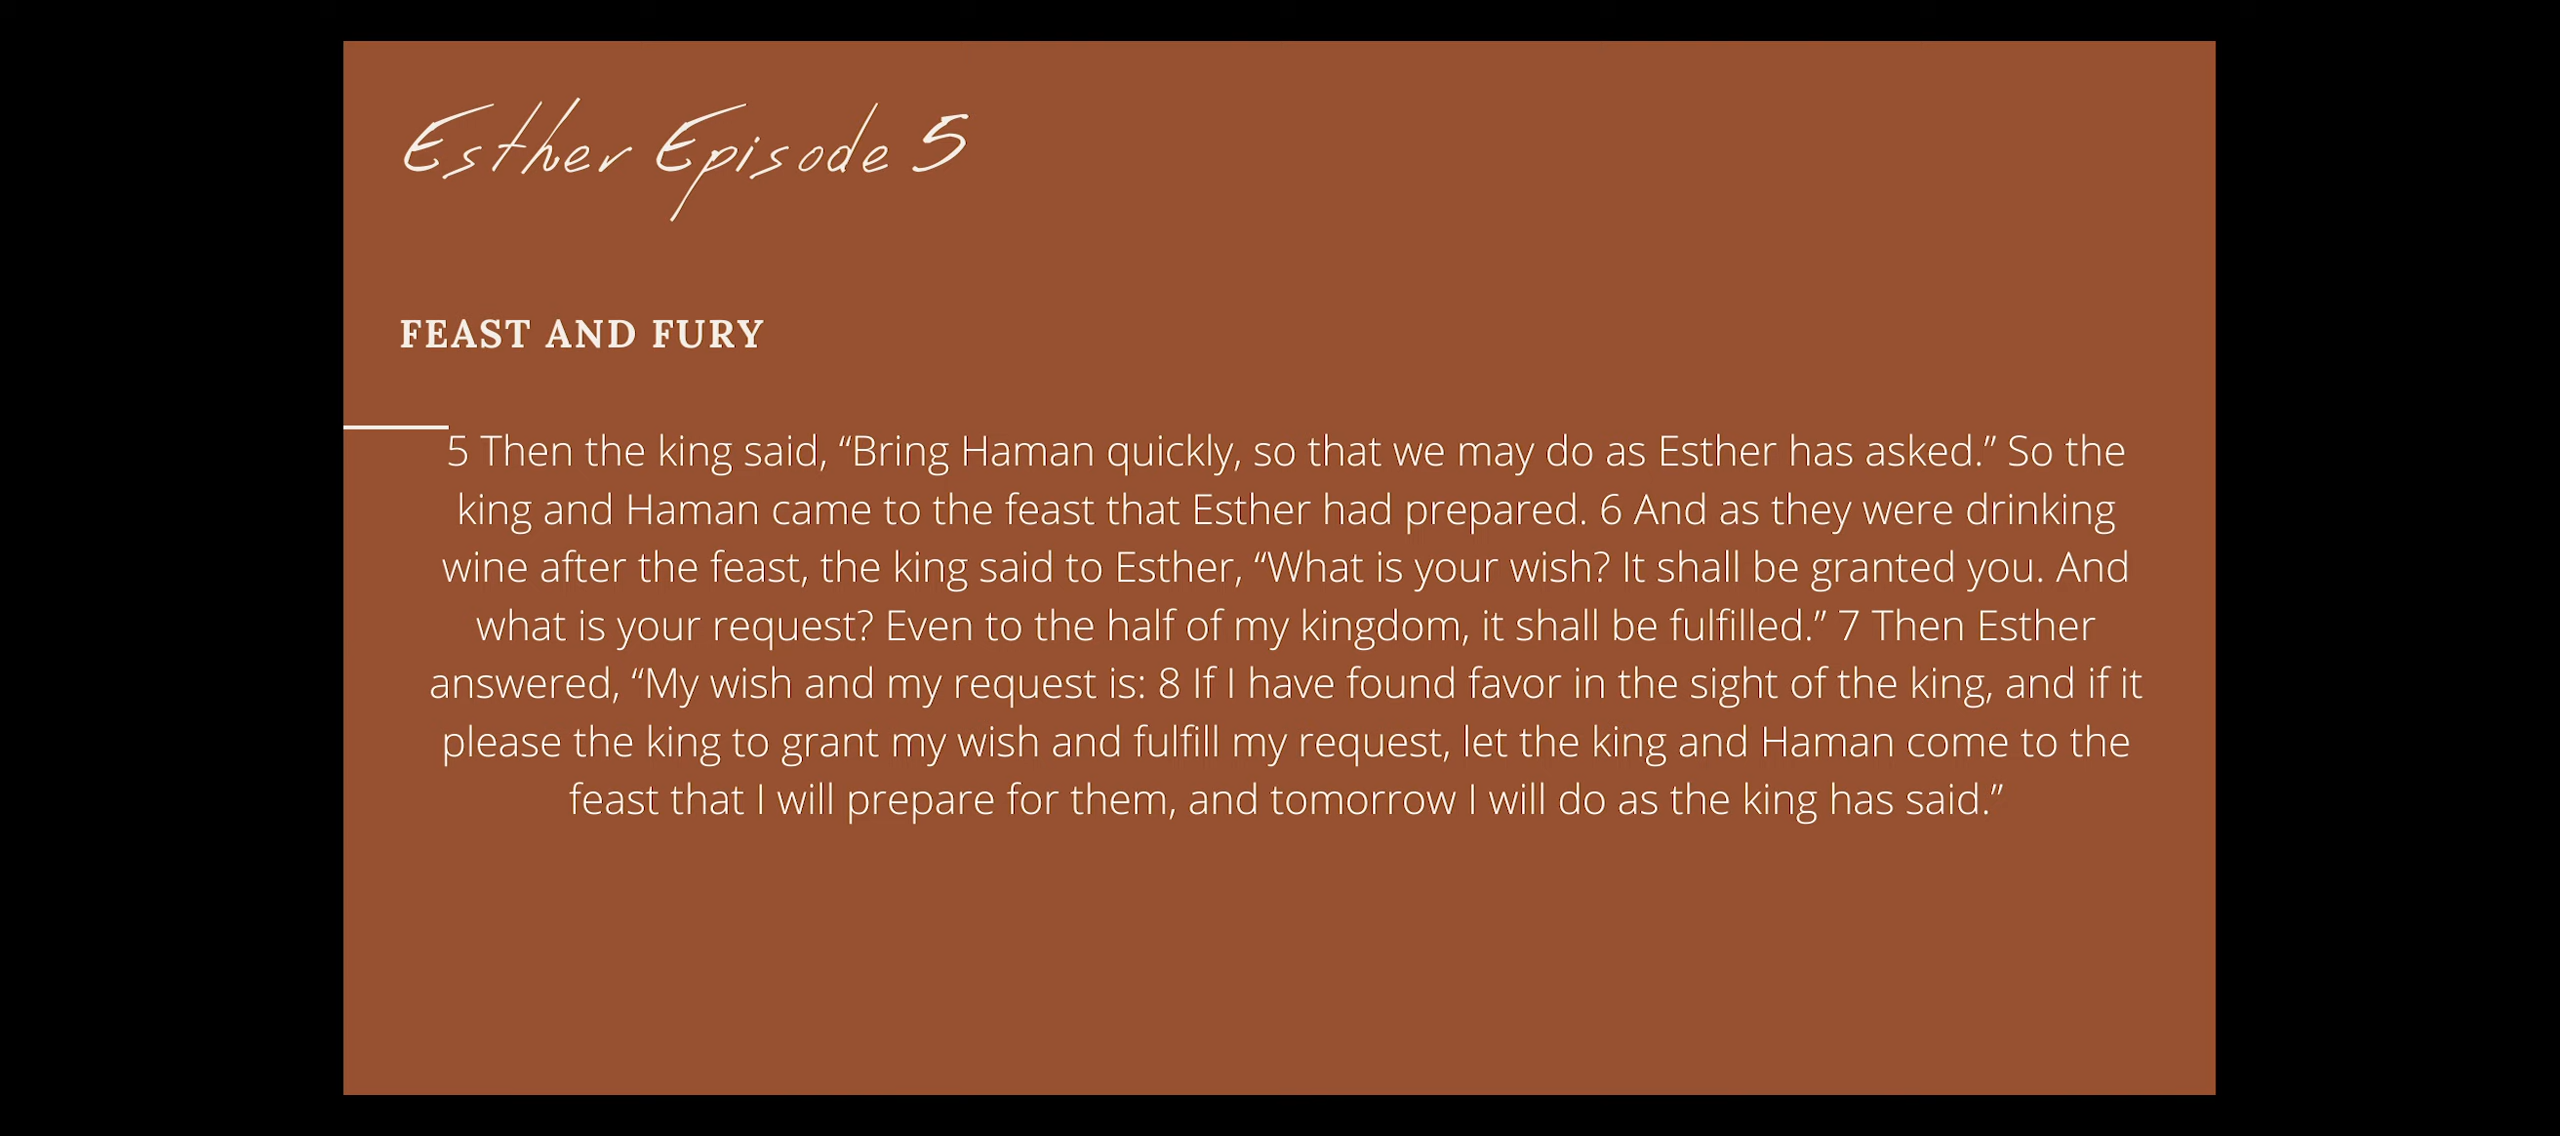 Esther Episode 5
FEAST AND FURY
5 Then the king said, “Bring Haman quickly, so that we may do as Esther has asked.” So the
king and Haman came to the feast that Esther had prepared. 6 And as they were drinking
wine after the feast, the king said to Esther, “What is your wish? It shall be granted you. And
what is your request? Even to the half of my kingdom, it shall be fulfilled.” 7 Then Esther
answered, “My wish and my request is: 8 If I have found favor in the sight of the king, and if it
please the king to grant my wish and fulfill my request, let the king and Haman come to the
feast that I will prepare for them, and tomorrow I will do as the king has said.”